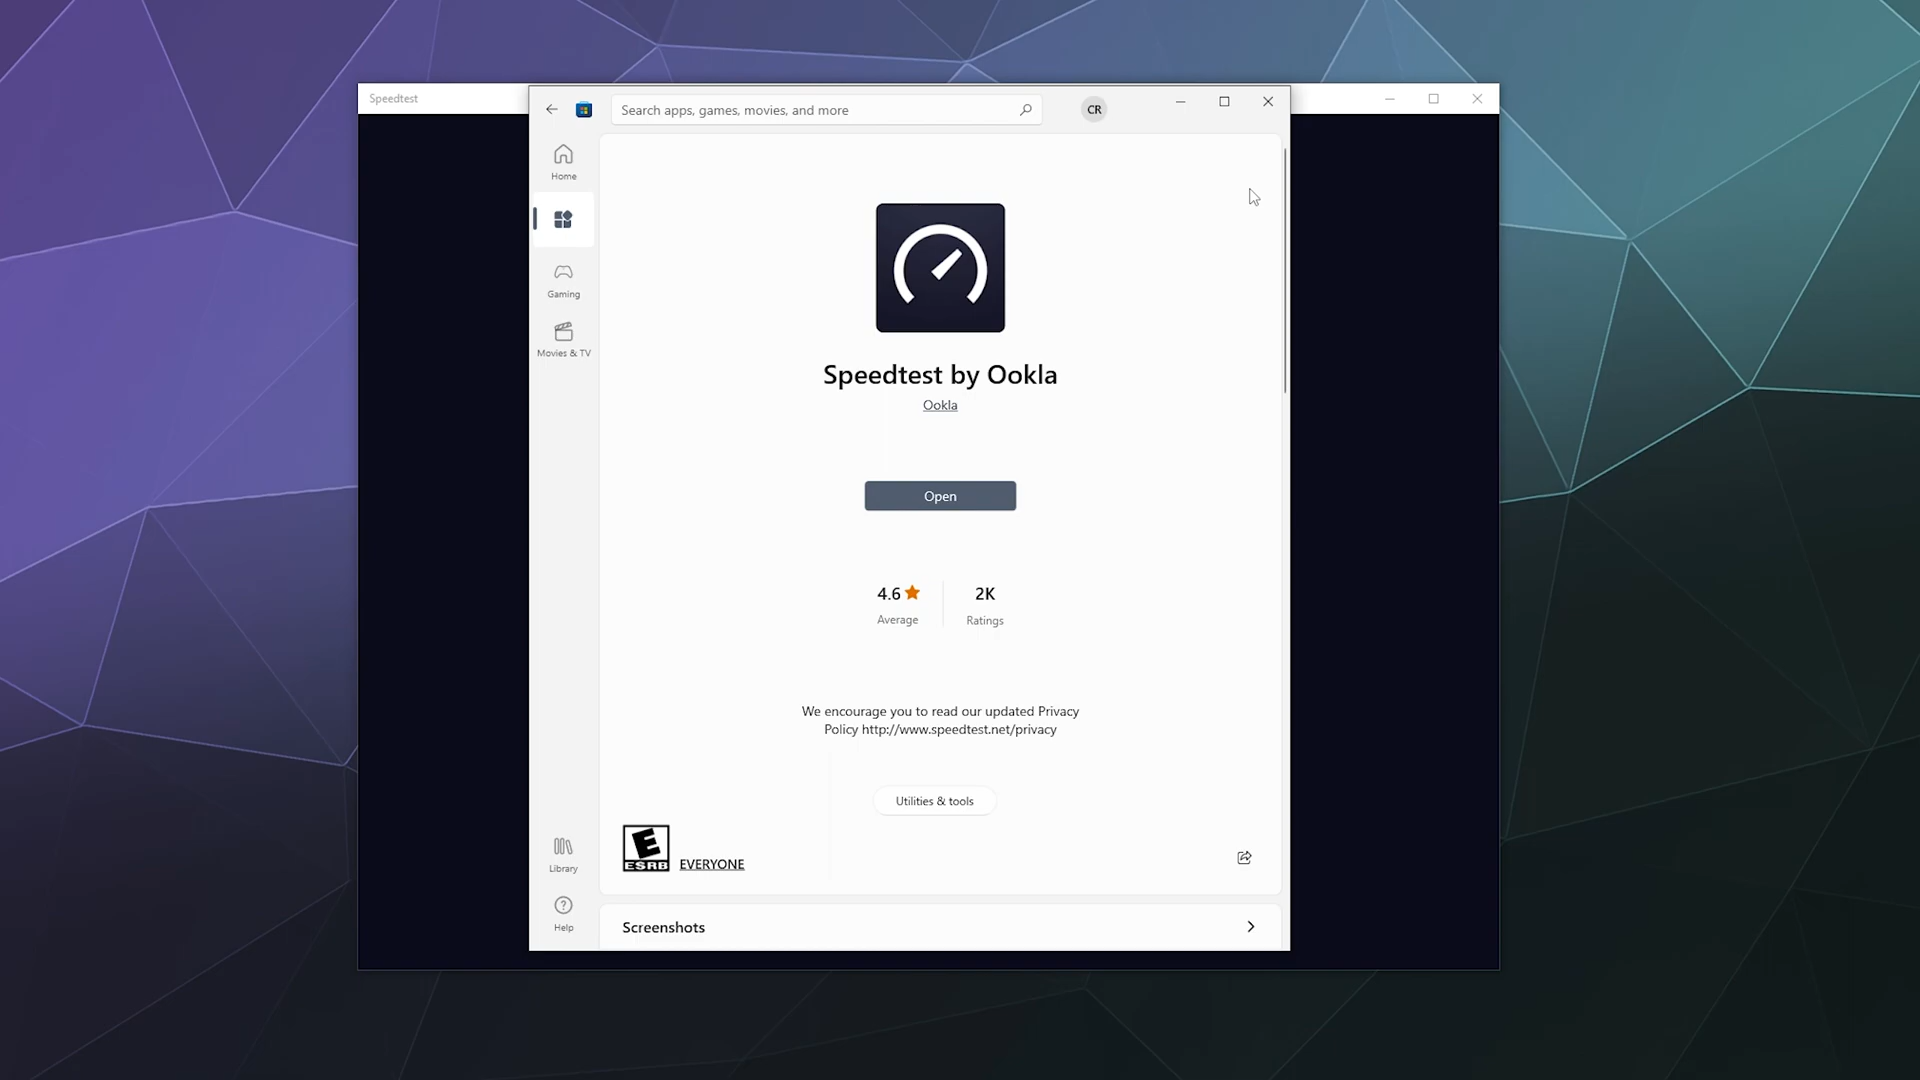 Speedtest
Search apps, games, movies, and more
CR
Home
Gaming
Movies & TV
Speedtest by Ookla
Ookla
Open
4.6
Average
2K
Ratings
We encourage you to read our updated Privacy
Policy http://www.speedtest.net/privacy
Utilities & tools
E
ESRB
EVERYONE
Library
Help
Screenshots